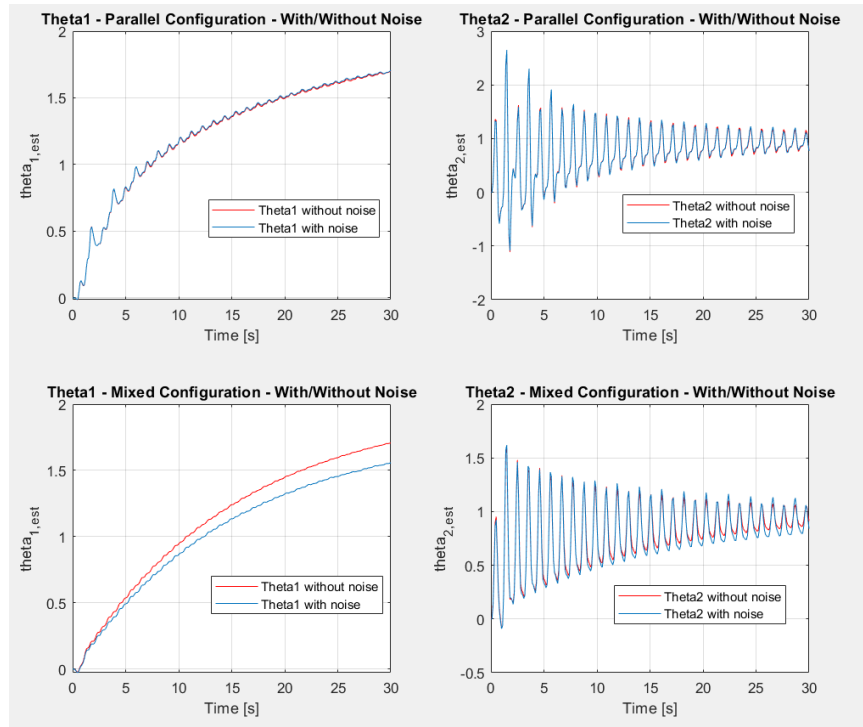 Theta1 - Parallel Configuration - With/Without Noise
2
1.5
1
0.5
0
theta1,est
0 5 10 15 20 25 30
Time [s]
Theta1 without noise
Theta1 with noise
Theta2 - Parallel Configuration - With/Without Noise
3
2
1
0
-1
-2
theta2,est
0 5 10 15 20 25 30
Time [s]
Theta2 without noise
Theta2 with noise
Theta1 - Mixed Configuration - With/Without Noise
2
1.5
1
0.5
0
theta1,est
0 5 10 15 20 25 30
Time [s]
Theta1 without noise
Theta1 with noise
Theta2 - Mixed Configuration - With/Without Noise
2
1.5
1
0.5
0
-0.5
theta2,est
0 5 10 15 20 25 30
Time [s]
Theta2 without noise
Theta2 with noise